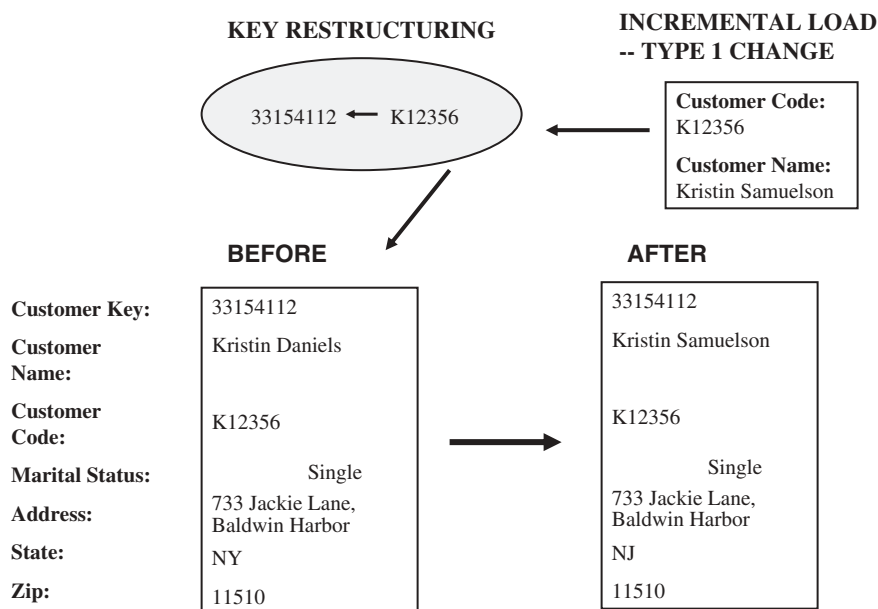 KEY RESTRUCTURING
INCREMENTAL LOAD
-- TYPE 1 CHANGE
33154112 K12356
Customer Code:
K12356
Customer Name:
Kristin Samuelson
BEFORE
AFTER
Customer Key:
33154112
33154112
Customer
Name:
Kristin Daniels
Kristin Samuelson
Customer
Code:
K12356
K12356
Marital Status:
Single
Single
Address:
733 Jackie Lane,
Baldwin Harbor
733 Jackie Lane,
Baldwin Harbor
State:
NY
NJ
Zip:
11510
11510